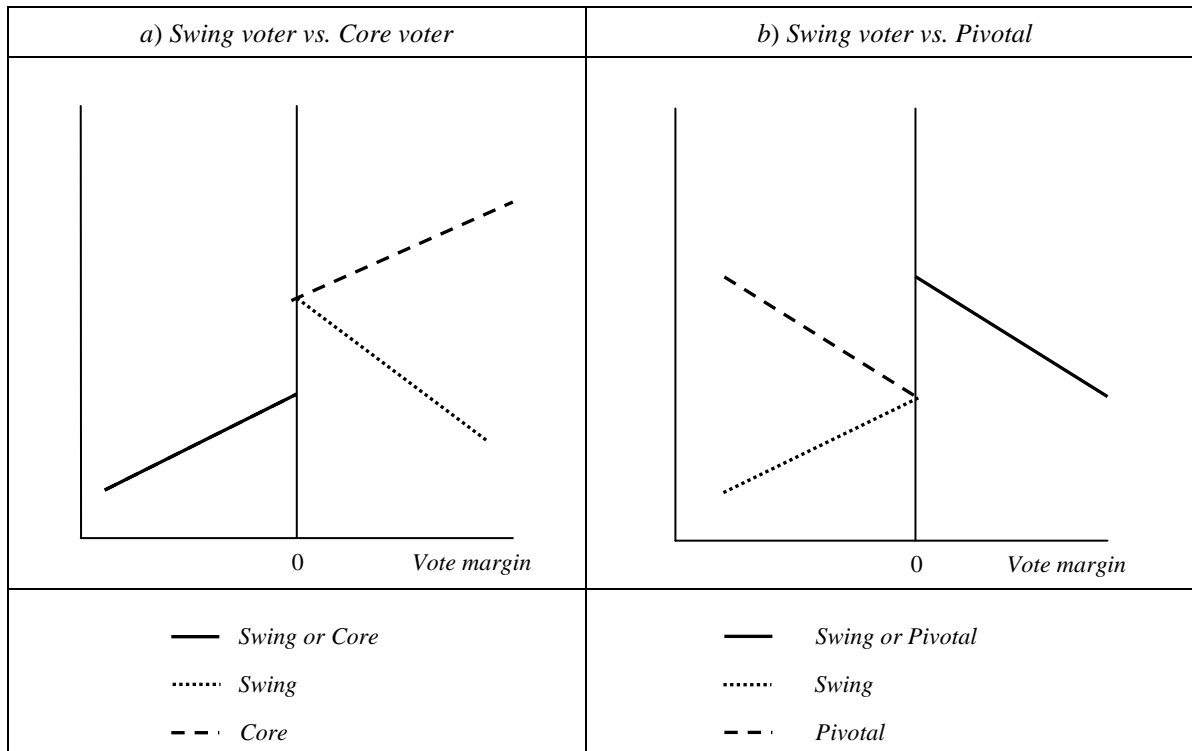 a) Swing voter vs. Core voter
b) Swing voter vs. Pivotal
0
Vote margin
0
Vote margin
Swing or Core
Swing
Core
Swing or Pivotal
Swing
Pivotal